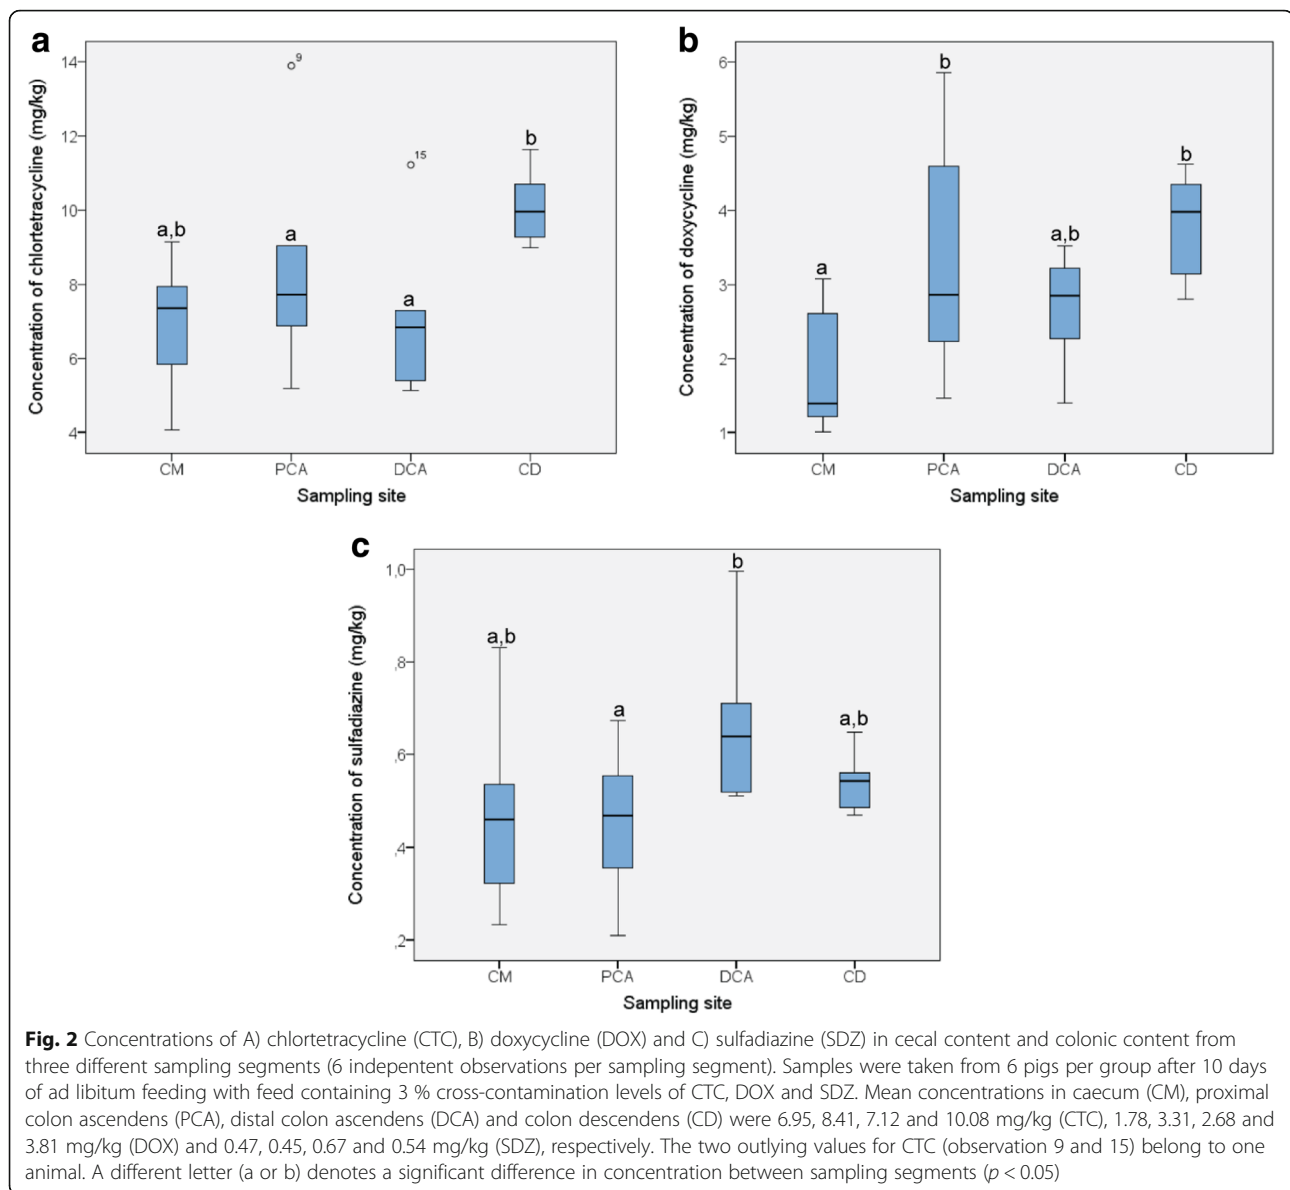 a
Concentration of chlortetracycline (mg/kg)
14
12
10
8
6
4
9
15
a,b
a
a
b
CM PCA DCA CD
Sampling site
b
Concentration of doxycycline (mg/kg)
6
5
4
3
2
1
a
b
a,b
b
CM PCA DCA CD
Sampling site
c
Concentration of sulfadiazine (mg/kg)
1,0
,8
,6
,4
,2
a,b
a
b
a,b
CM PCA DCA CD
Sampling site
Fig. 2 Concentrations of A) chlortetracycline (CTC), B) doxycycline (DOX) and C) sulfadiazine (SDZ) in cecal content and colonic content from
three different sampling segments (6 indepentent observations per sampling segment). Samples were taken from 6 pigs per group after 10 days
of ad libitum feeding with feed containing 3 % cross-contamination levels of CTC, DOX and SDZ. Mean concentrations in caecum (CM), proximal
colon ascendens (PCA), distal colon ascendens (DCA) and colon descendens (CD) were 6.95, 8.41, 7.12 and 10.08 mg/kg (CTC), 1.78, 3.31, 2.68 and
3.81 mg/kg (DOX) and 0.47, 0.45, 0.67 and 0.54 mg/kg (SDZ), respectively. The two outlying values for CTC (observation 9 and 15) belong to one
animal. A different letter (a or b) denotes a significant difference in concentration between sampling segments (p < 0.05)